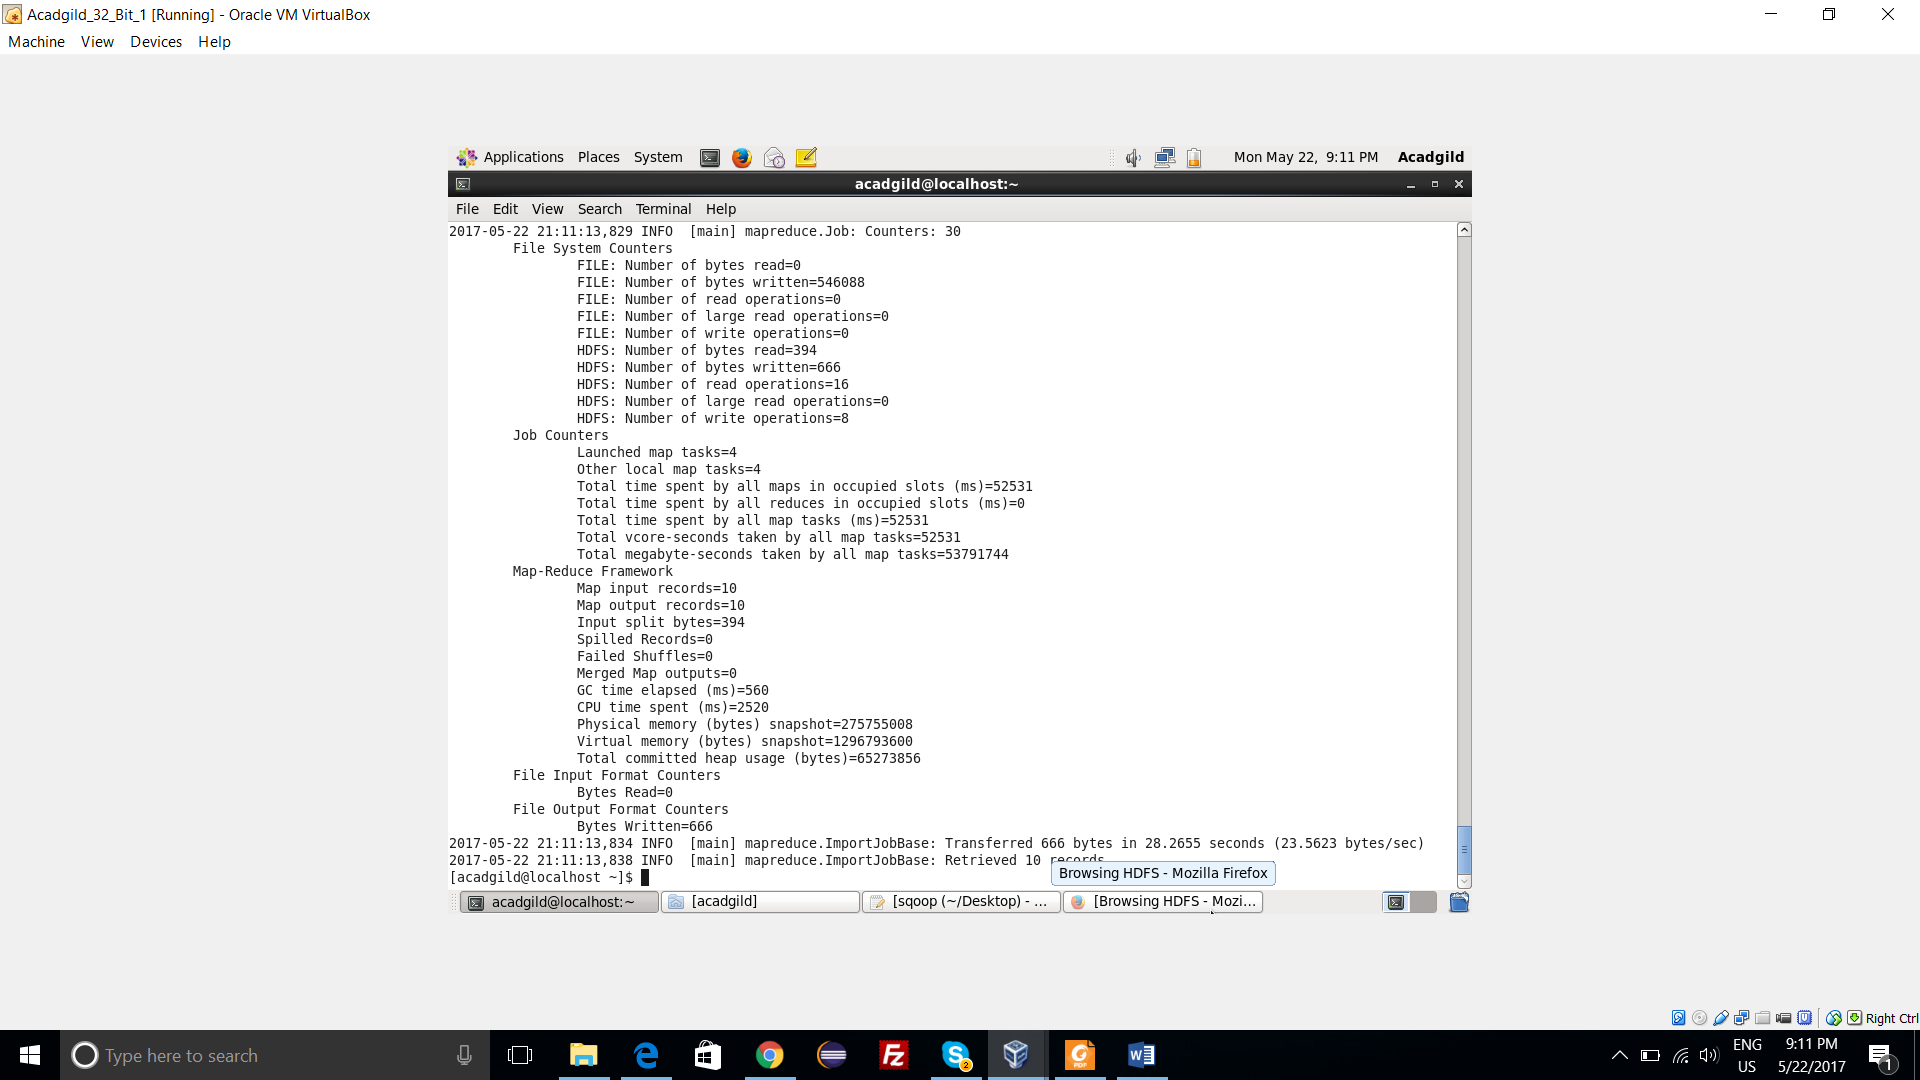 Acadgild_32_Bit_1 [Running] - Oracle VM VirtualBox
Machine View Devices Help
Applications Places System Mon May 22, 9:11 PM Acadgild
acadgild@localhost:~
File Edit View Search Terminal Help
2017-05-22 21:11:13,829 INFO [main] mapreduce.Job: Counters: 30
File System Counters
FILE: Number of bytes read=0
FILE: Number of bytes written=546088
FILE: Number of read operations=0
FILE: Number of large read operations=0
FILE: Number of write operations=0
HDFS: Number of bytes read=394
HDFS: Number of bytes written=666
HDFS: Number of read operations=16
HDFS: Number of large read operations=0
HDFS: Number of write operations=8
Job Counters
Launched map tasks=4
Other local map tasks=4
Total time spent by all maps in occupied slots (ms)=52531
Total time spent by all reduces in occupied slots (ms)=0
Total time spent by all map tasks (ms)=52531
Total vcore-seconds taken by all map tasks=52531
Total megabyte-seconds taken by all map tasks=53791744
Map-Reduce Framework
Map input records=10
Map output records=10
Input split bytes=394
Spilled Records=0
Failed Shuffles=0
Merged Map outputs=0
GC time elapsed (ms)=560
CPU time spent (ms)=2520
Physical memory (bytes) snapshot=275755008
Virtual memory (bytes) snapshot=1296793600
Total committed heap usage (bytes)=65273856
File Input Format Counters
Bytes Read=0
File Output Format Counters
Bytes Written=666
2017-05-22 21:11:13,834 INFO [main] mapreduce.ImportJobBase: Transferred 666 bytes in 28.2655 seconds (23.5623 bytes/sec)
2017-05-22 21:11:13,838 INFO [main] mapreduce.ImportJobBase: Retrieved 10 records.
[acadgild@localhost ~]$
Browsing HDFS - Mozilla Firefox
acadgild@localhost:~ [acadgild] [sqoop (~/Desktop) - ... [Browsing HDFS - Mozi...
Right Ctrl
Type here to search
ENG
US
9:11 PM
5/22/2017
2
1